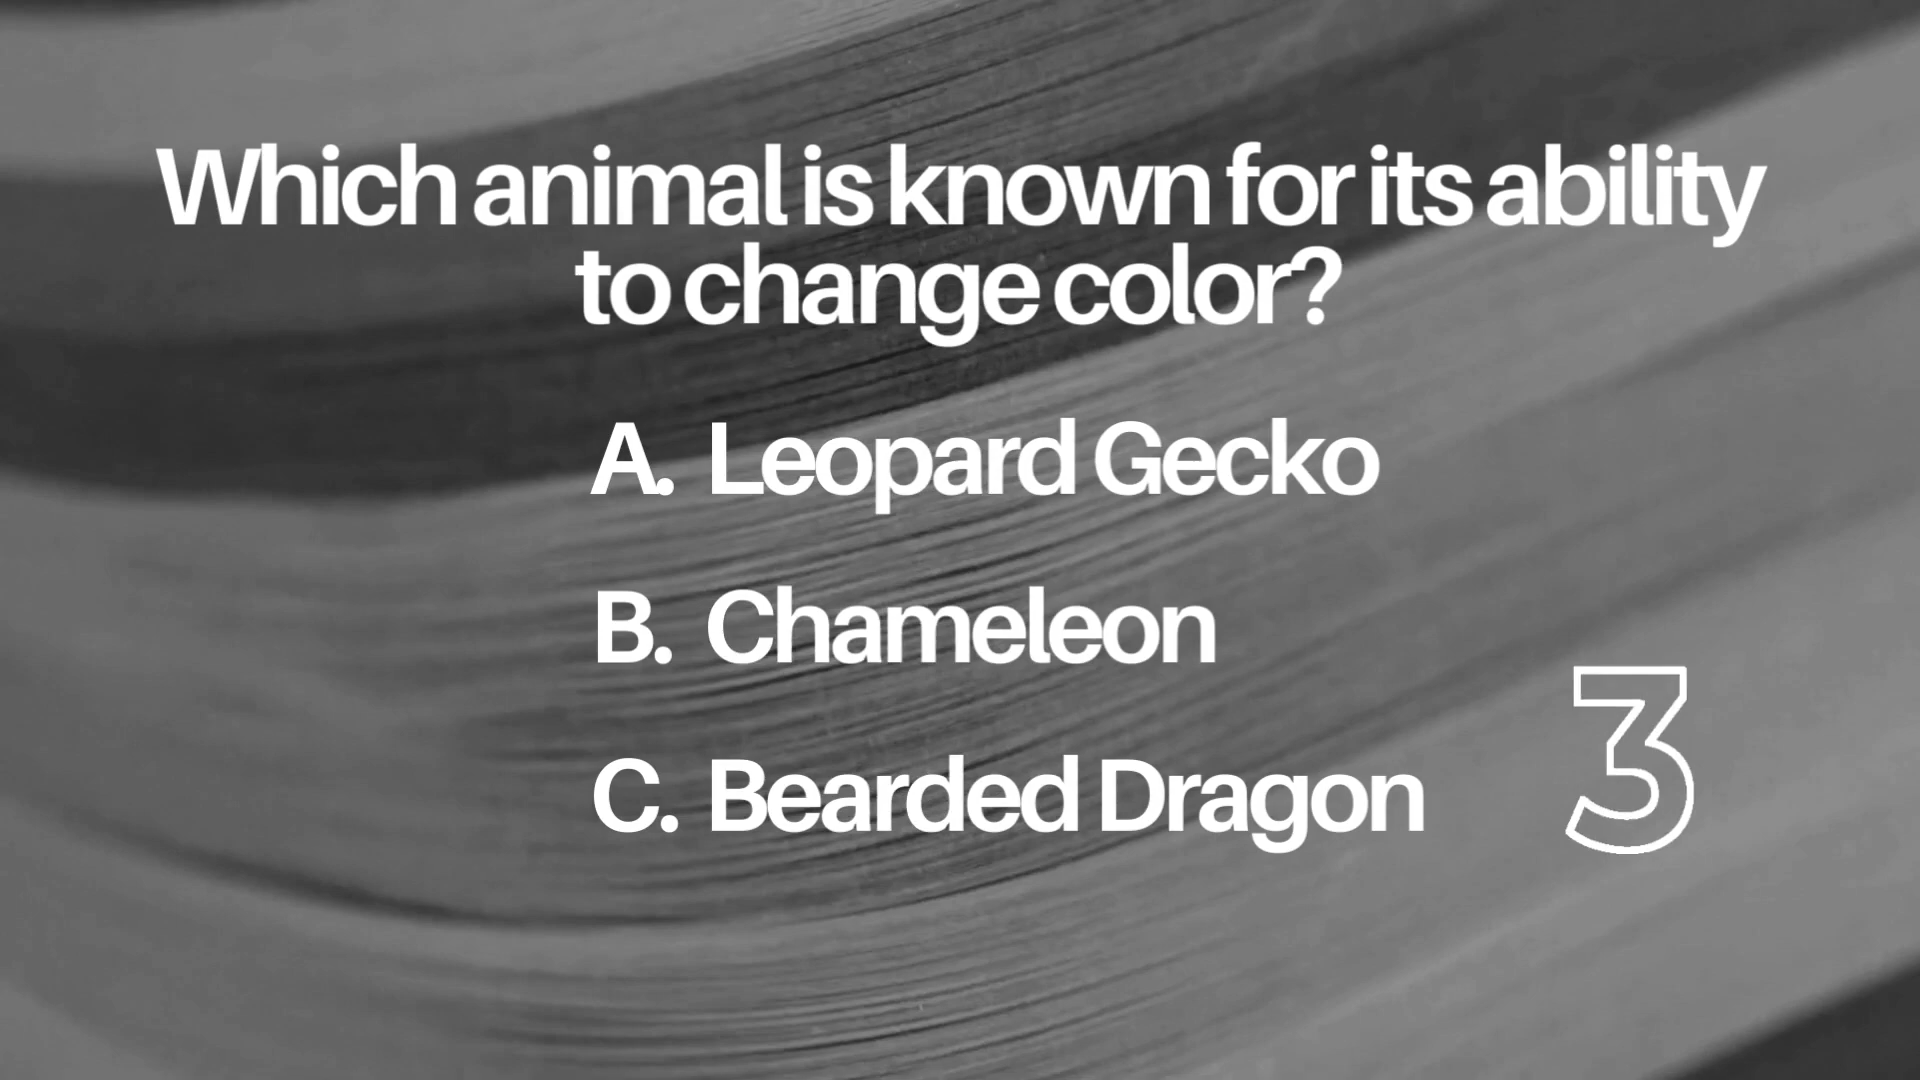 Which animal is known for its ability
to change color?
A. Leopard Gecko
B. Chameleon
C. Bearded Dragon
3